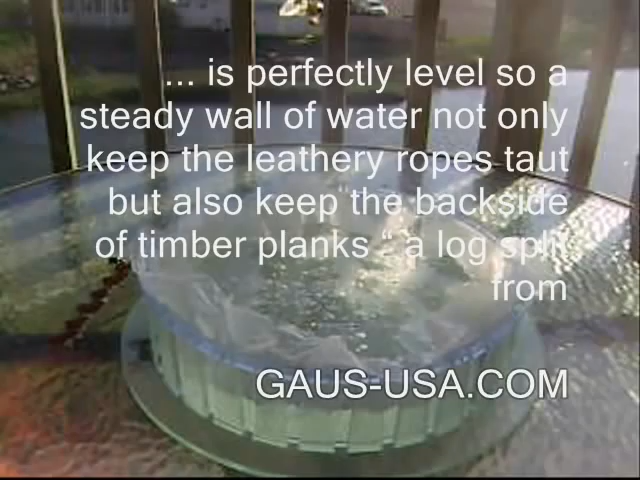 ... is perfectly level so a
steady wall of water not only
keep the leathery ropes taut
but also keep the backside
of timber planks “ a log split
from
GAUS-USA.COM